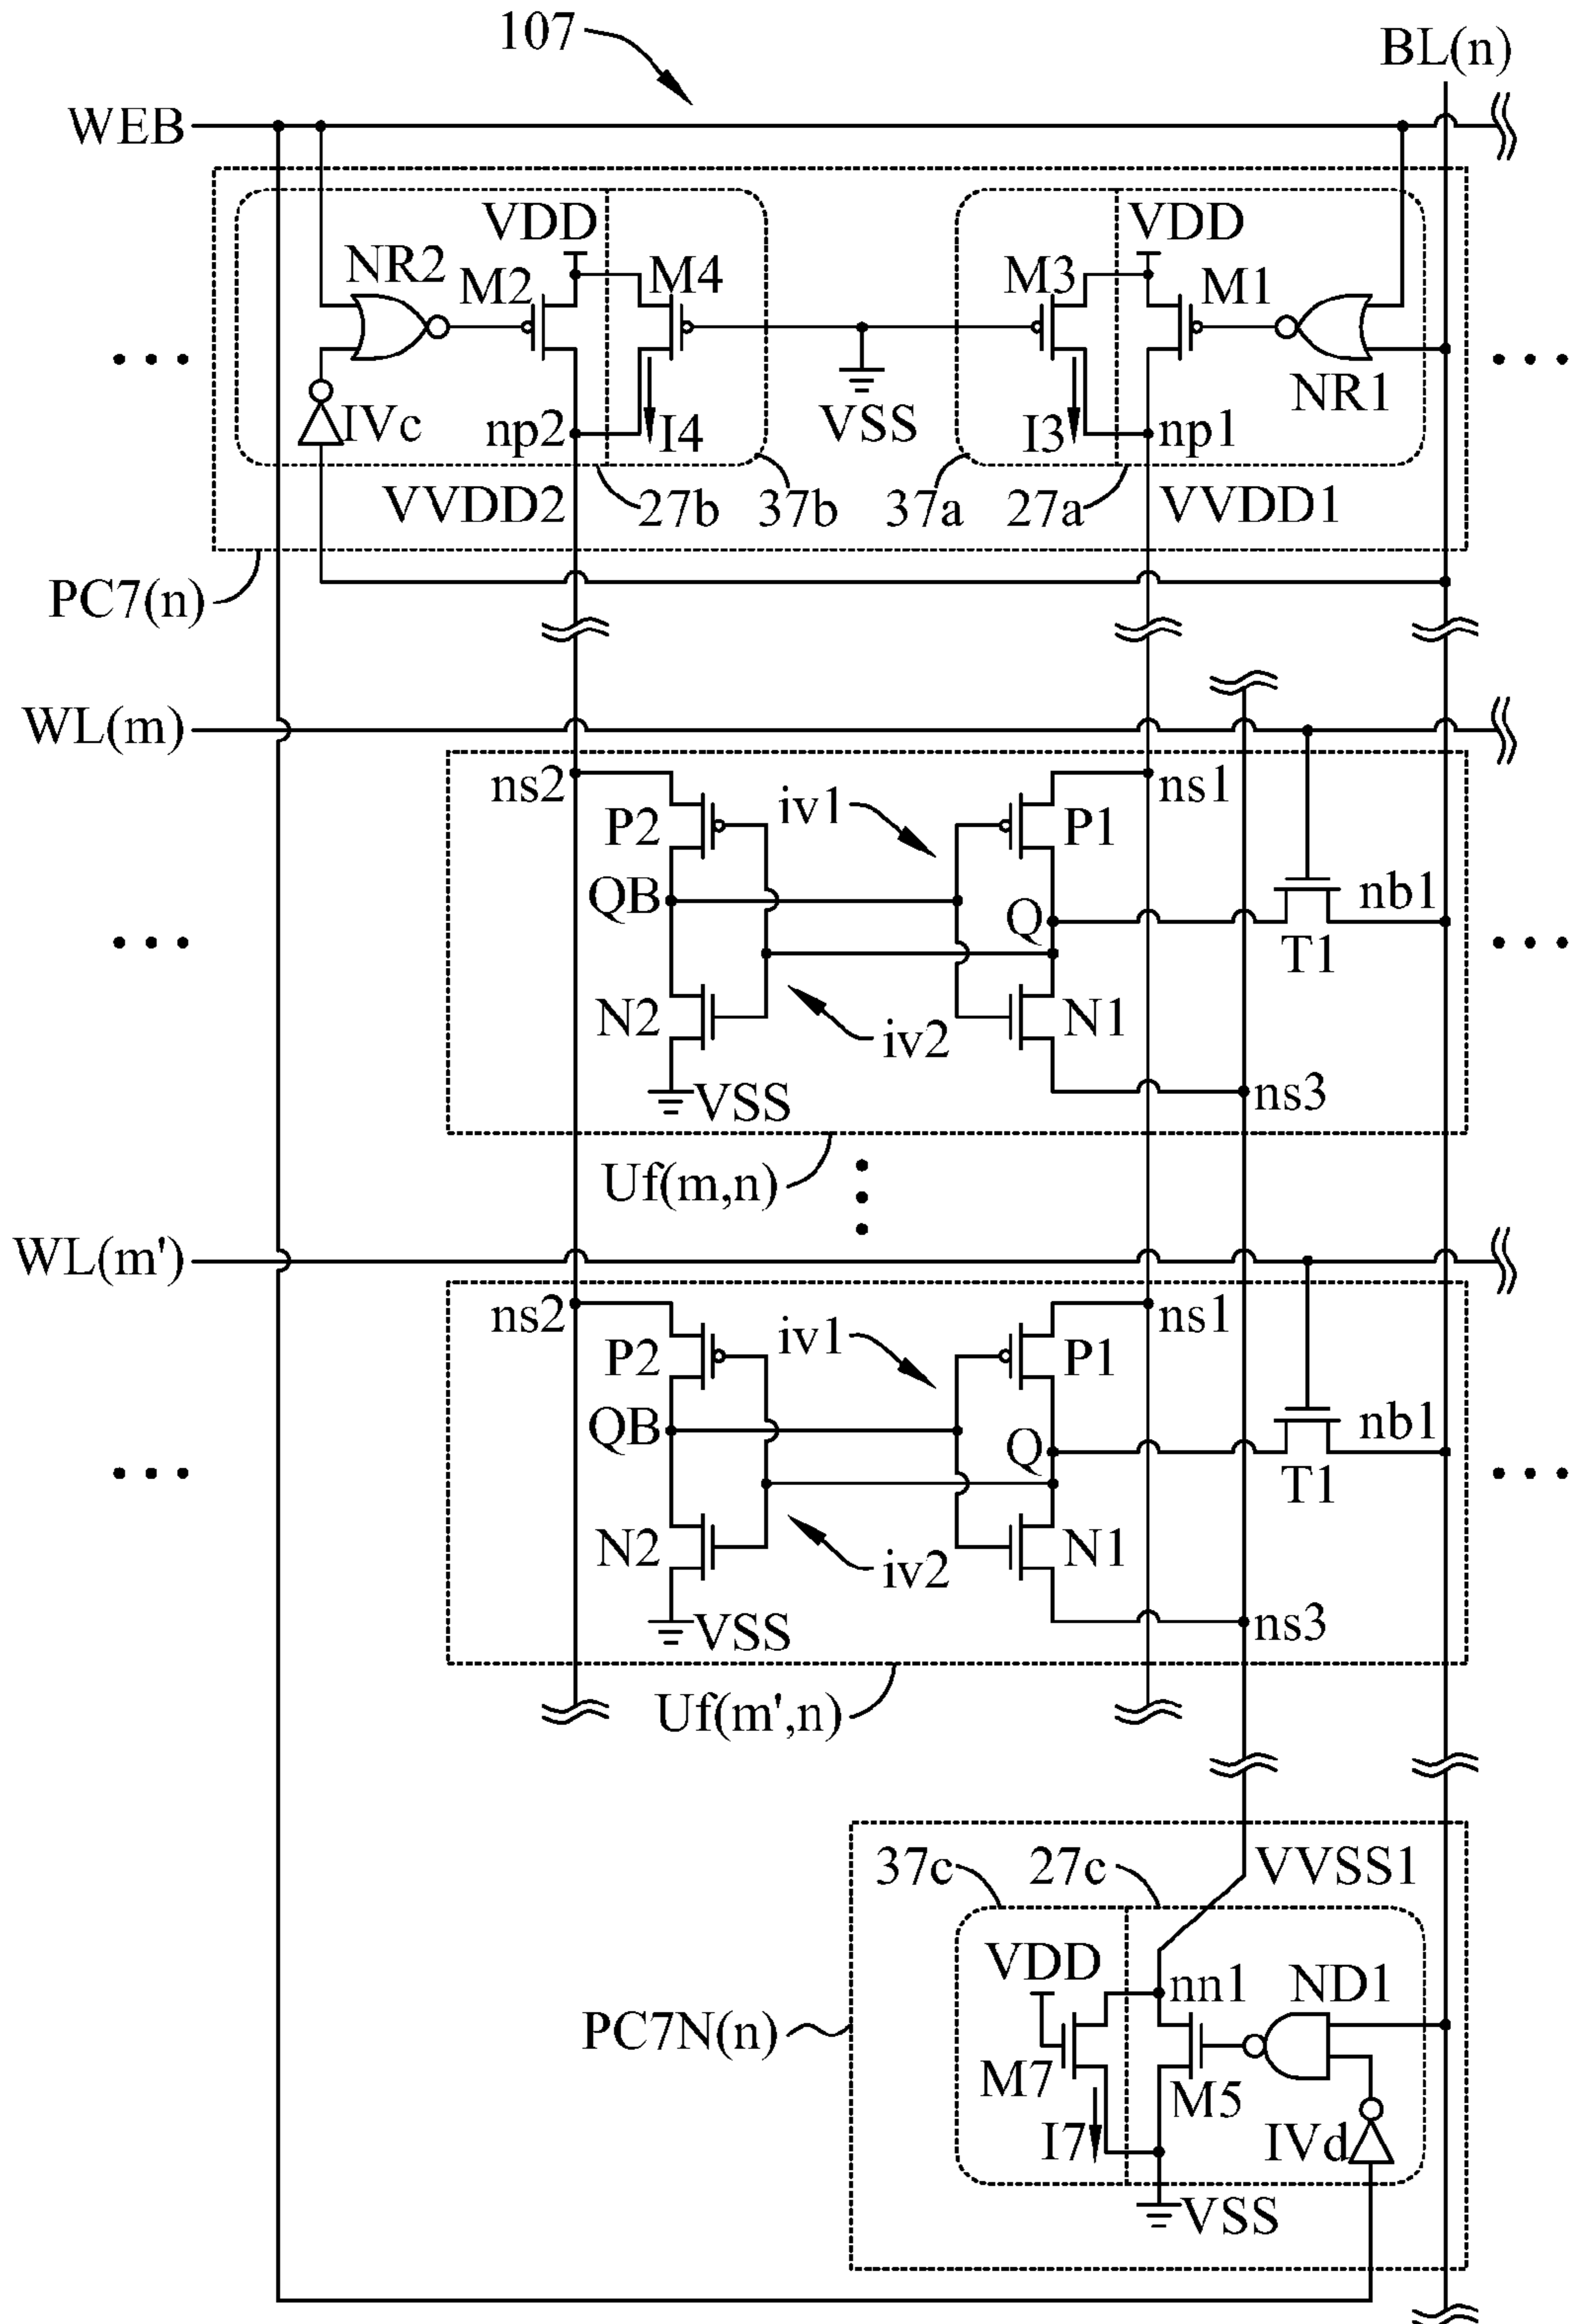 107
BL(n)
WEB
VDD
VDD
NR2
M2
M4
M3
M1
NR1
IVc
np2
I4
VSS
I3
np1
VVDD2
27b
37b
37a
27a
VVDD1
PC7(n)
WL(m)
ns2
iv1
ns1
P2
P1
QB
Q
nb1
T1
N2
iv2
N1
VSS
ns3
Uf(m,n)
WL(m')
ns2
iv1
ns1
P2
P1
QB
Q
nb1
T1
N2
iv2
N1
VSS
ns3
Uf(m',n)
37c
27c
VVSS1
VDD
nn1
ND1
PC7N(n)
M7
M5
I7
IVd
VSS